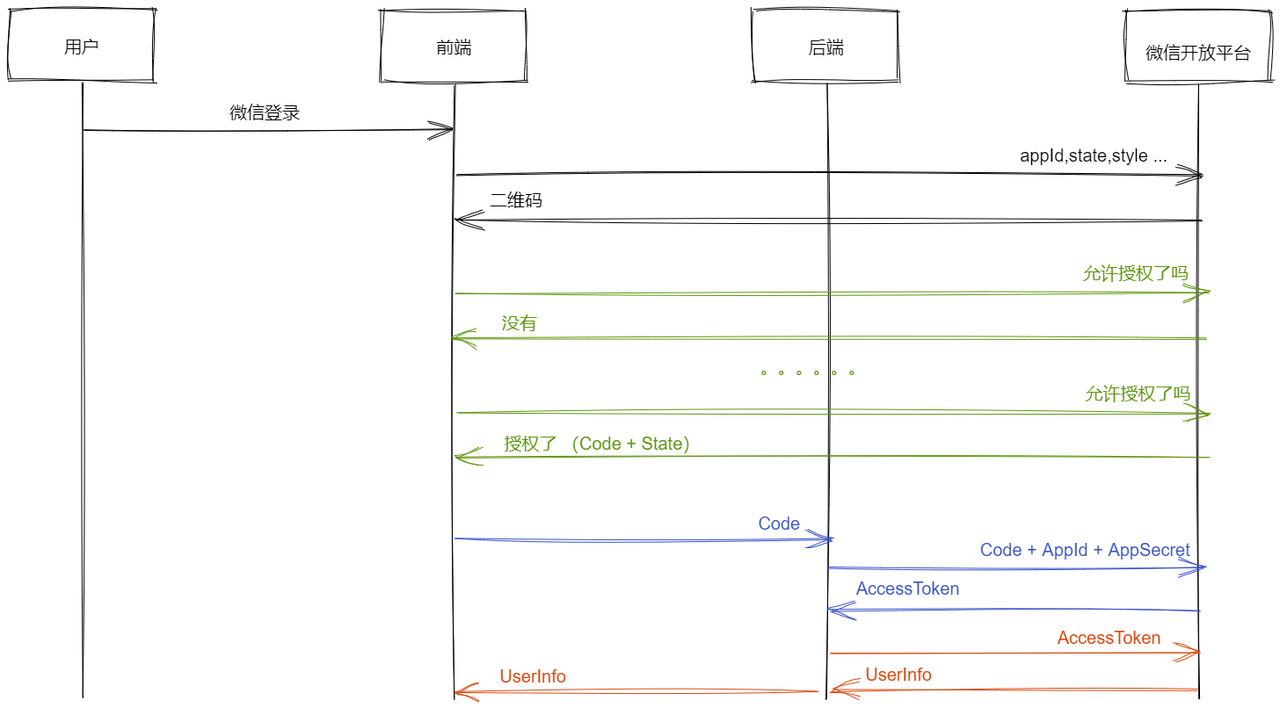 用户
前端
后端
微信开放平台
微信登录
appId,state,style ...
二维码
允许授权了吗
没有
允许授权了吗
授权了 （Code + State）
Code
Code + AppId + AppSecret
AccessToken
AccessToken
UserInfo
UserInfo